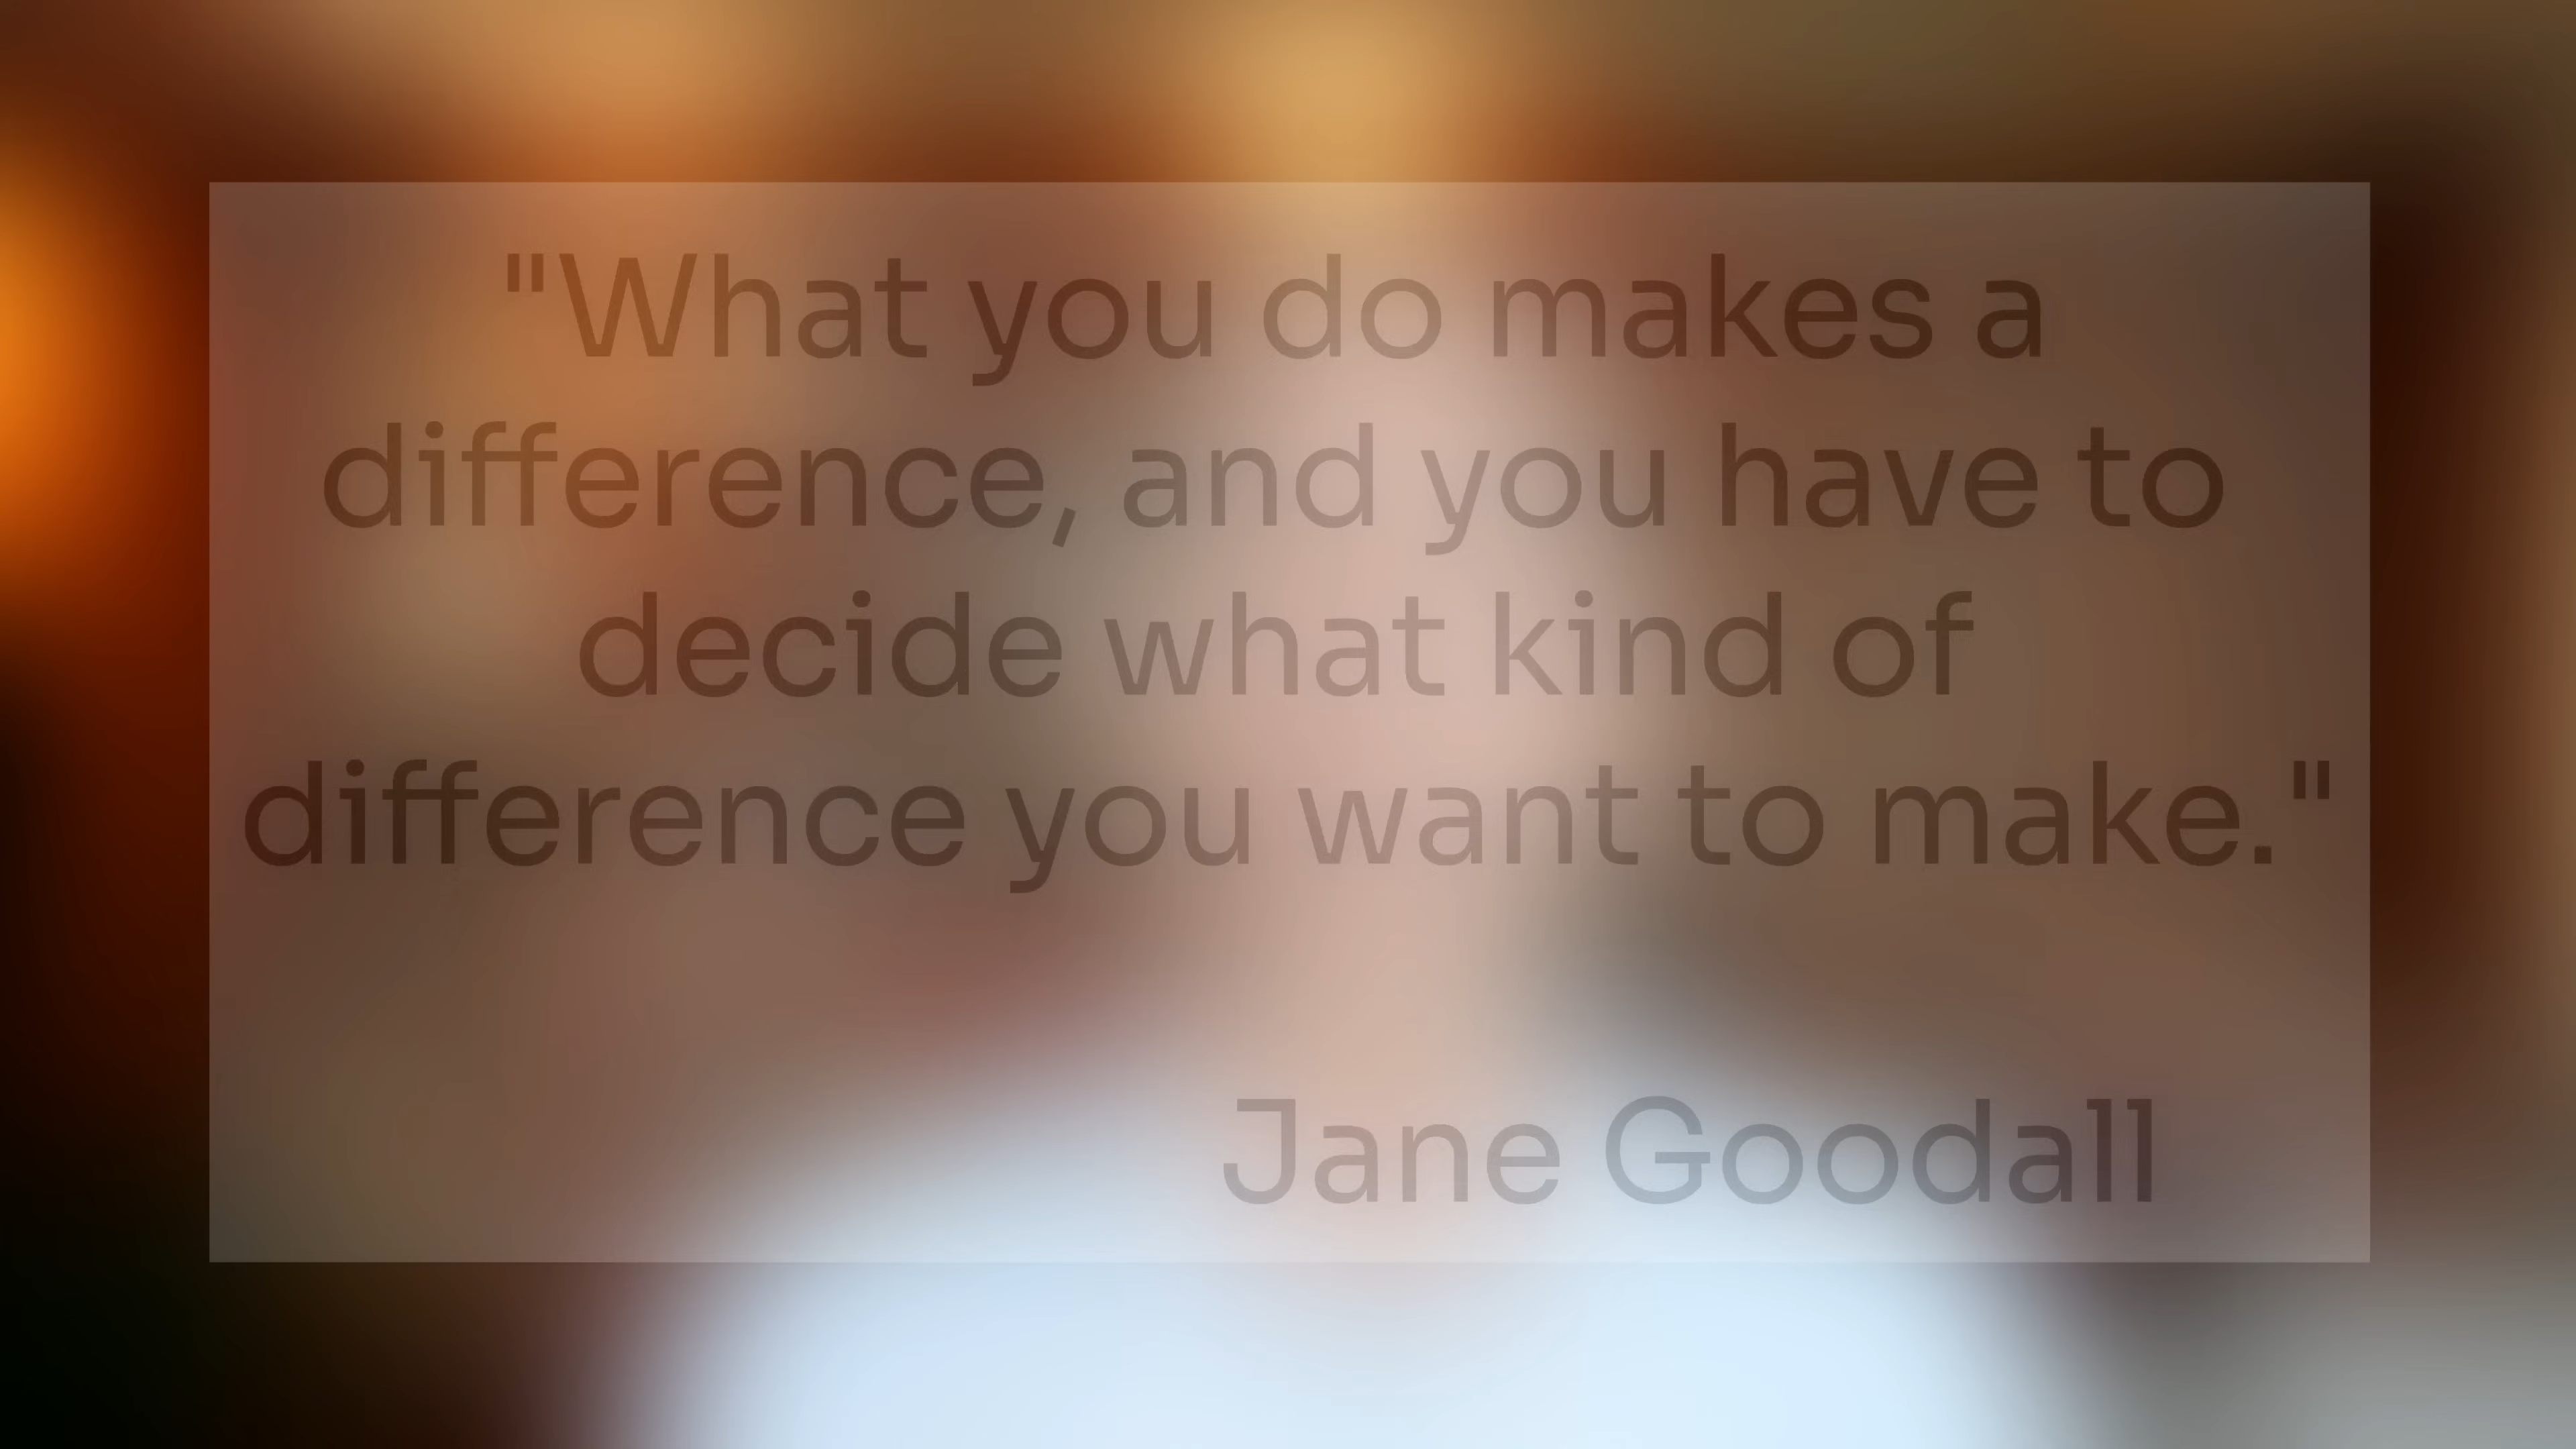 "What you do makes a
difference, and you have to
decide what kind of
difference you want to make."
Jane Goodall